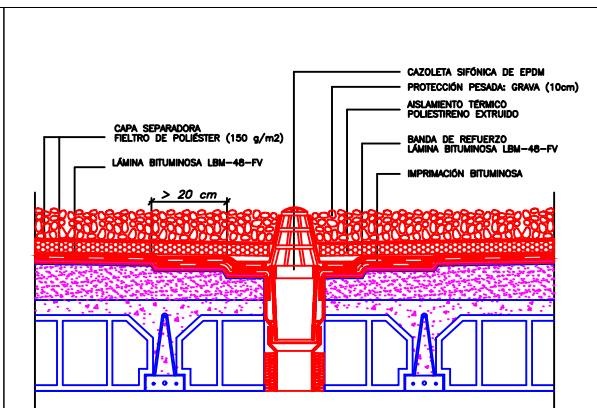 CAZOLETA SIFÓNICA DE EPDM
PROTECCIÓN PESADA: GRAVA (10cm)
AISLAMIENTO TÉRMICO
POLIESTIRENO EXTRUIDO
CAPA SEPARADORA
FIELTRO DE POLIÉSTER (150 g/m2)
BANDA DE REFUERZO
LÁMINA BITUMINOSA LBM-48-FV
LÁMINA BITUMINOSA LBM-48-FV
IMPRIMACIÓN BITUMINOSA
> 20 cm